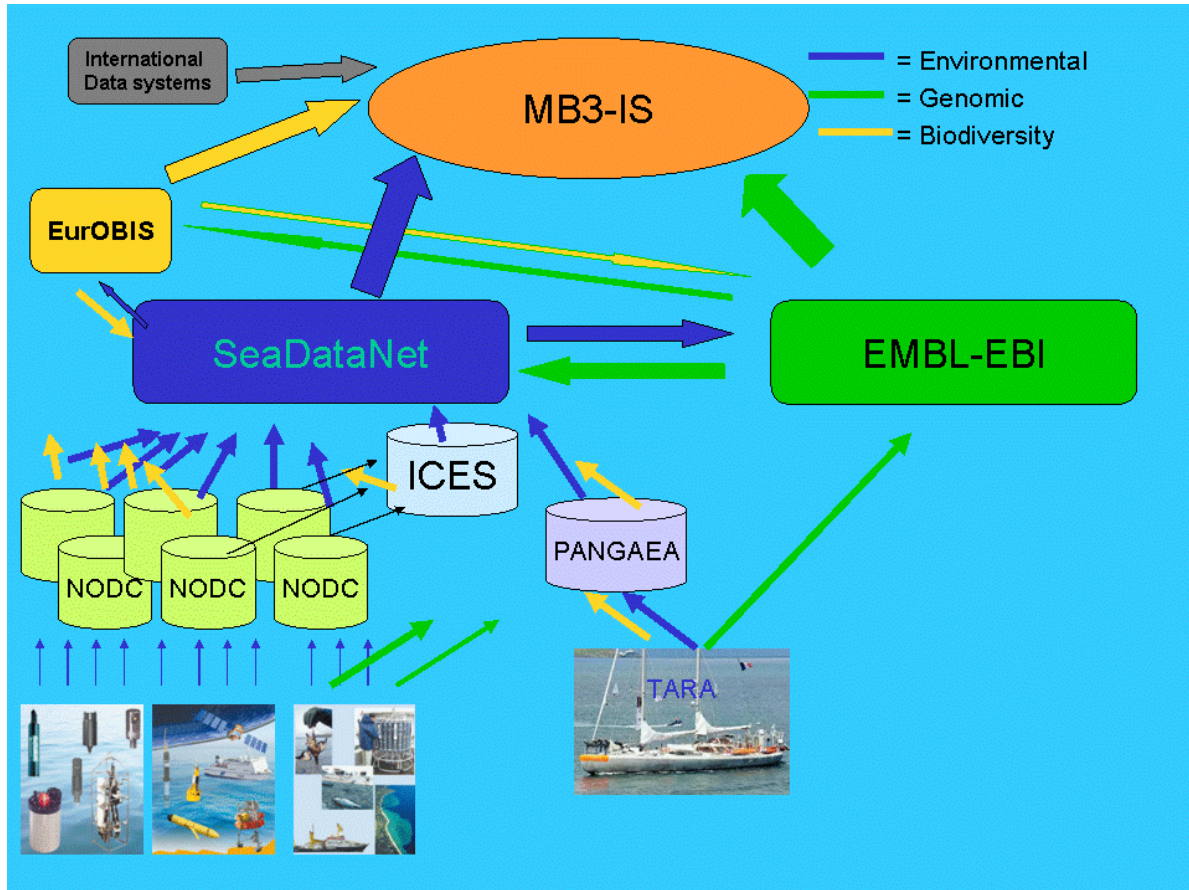 International
Data systems
MB3-IS
= Environmental
= Genomic
= Biodiversity
EurOBIS
SeaDataNet
EMBL-EBI
ICES
PANGAEA
NODC
NODC
NODC
TARA